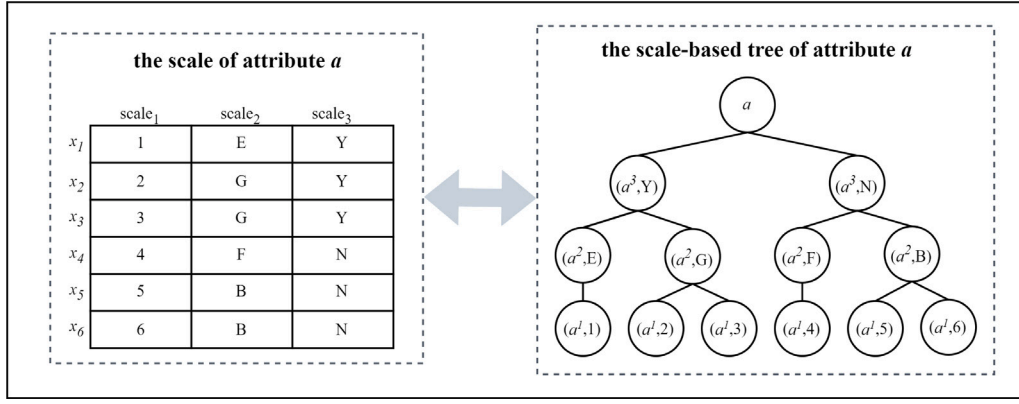 the scale of attribute a
scale1 scale2 scale3
x1 1 E Y
x2 2 G Y
x3 3 G Y
x4 4 F N
x5 5 B N
x6 6 B N
the scale-based tree of attribute a
a
(a³,Y) (a³,N)
(a²,E) (a²,G) (a²,F) (a²,B)
(a¹,1) (a¹,2) (a¹,3) (a¹,4) (a¹,5) (a¹,6)